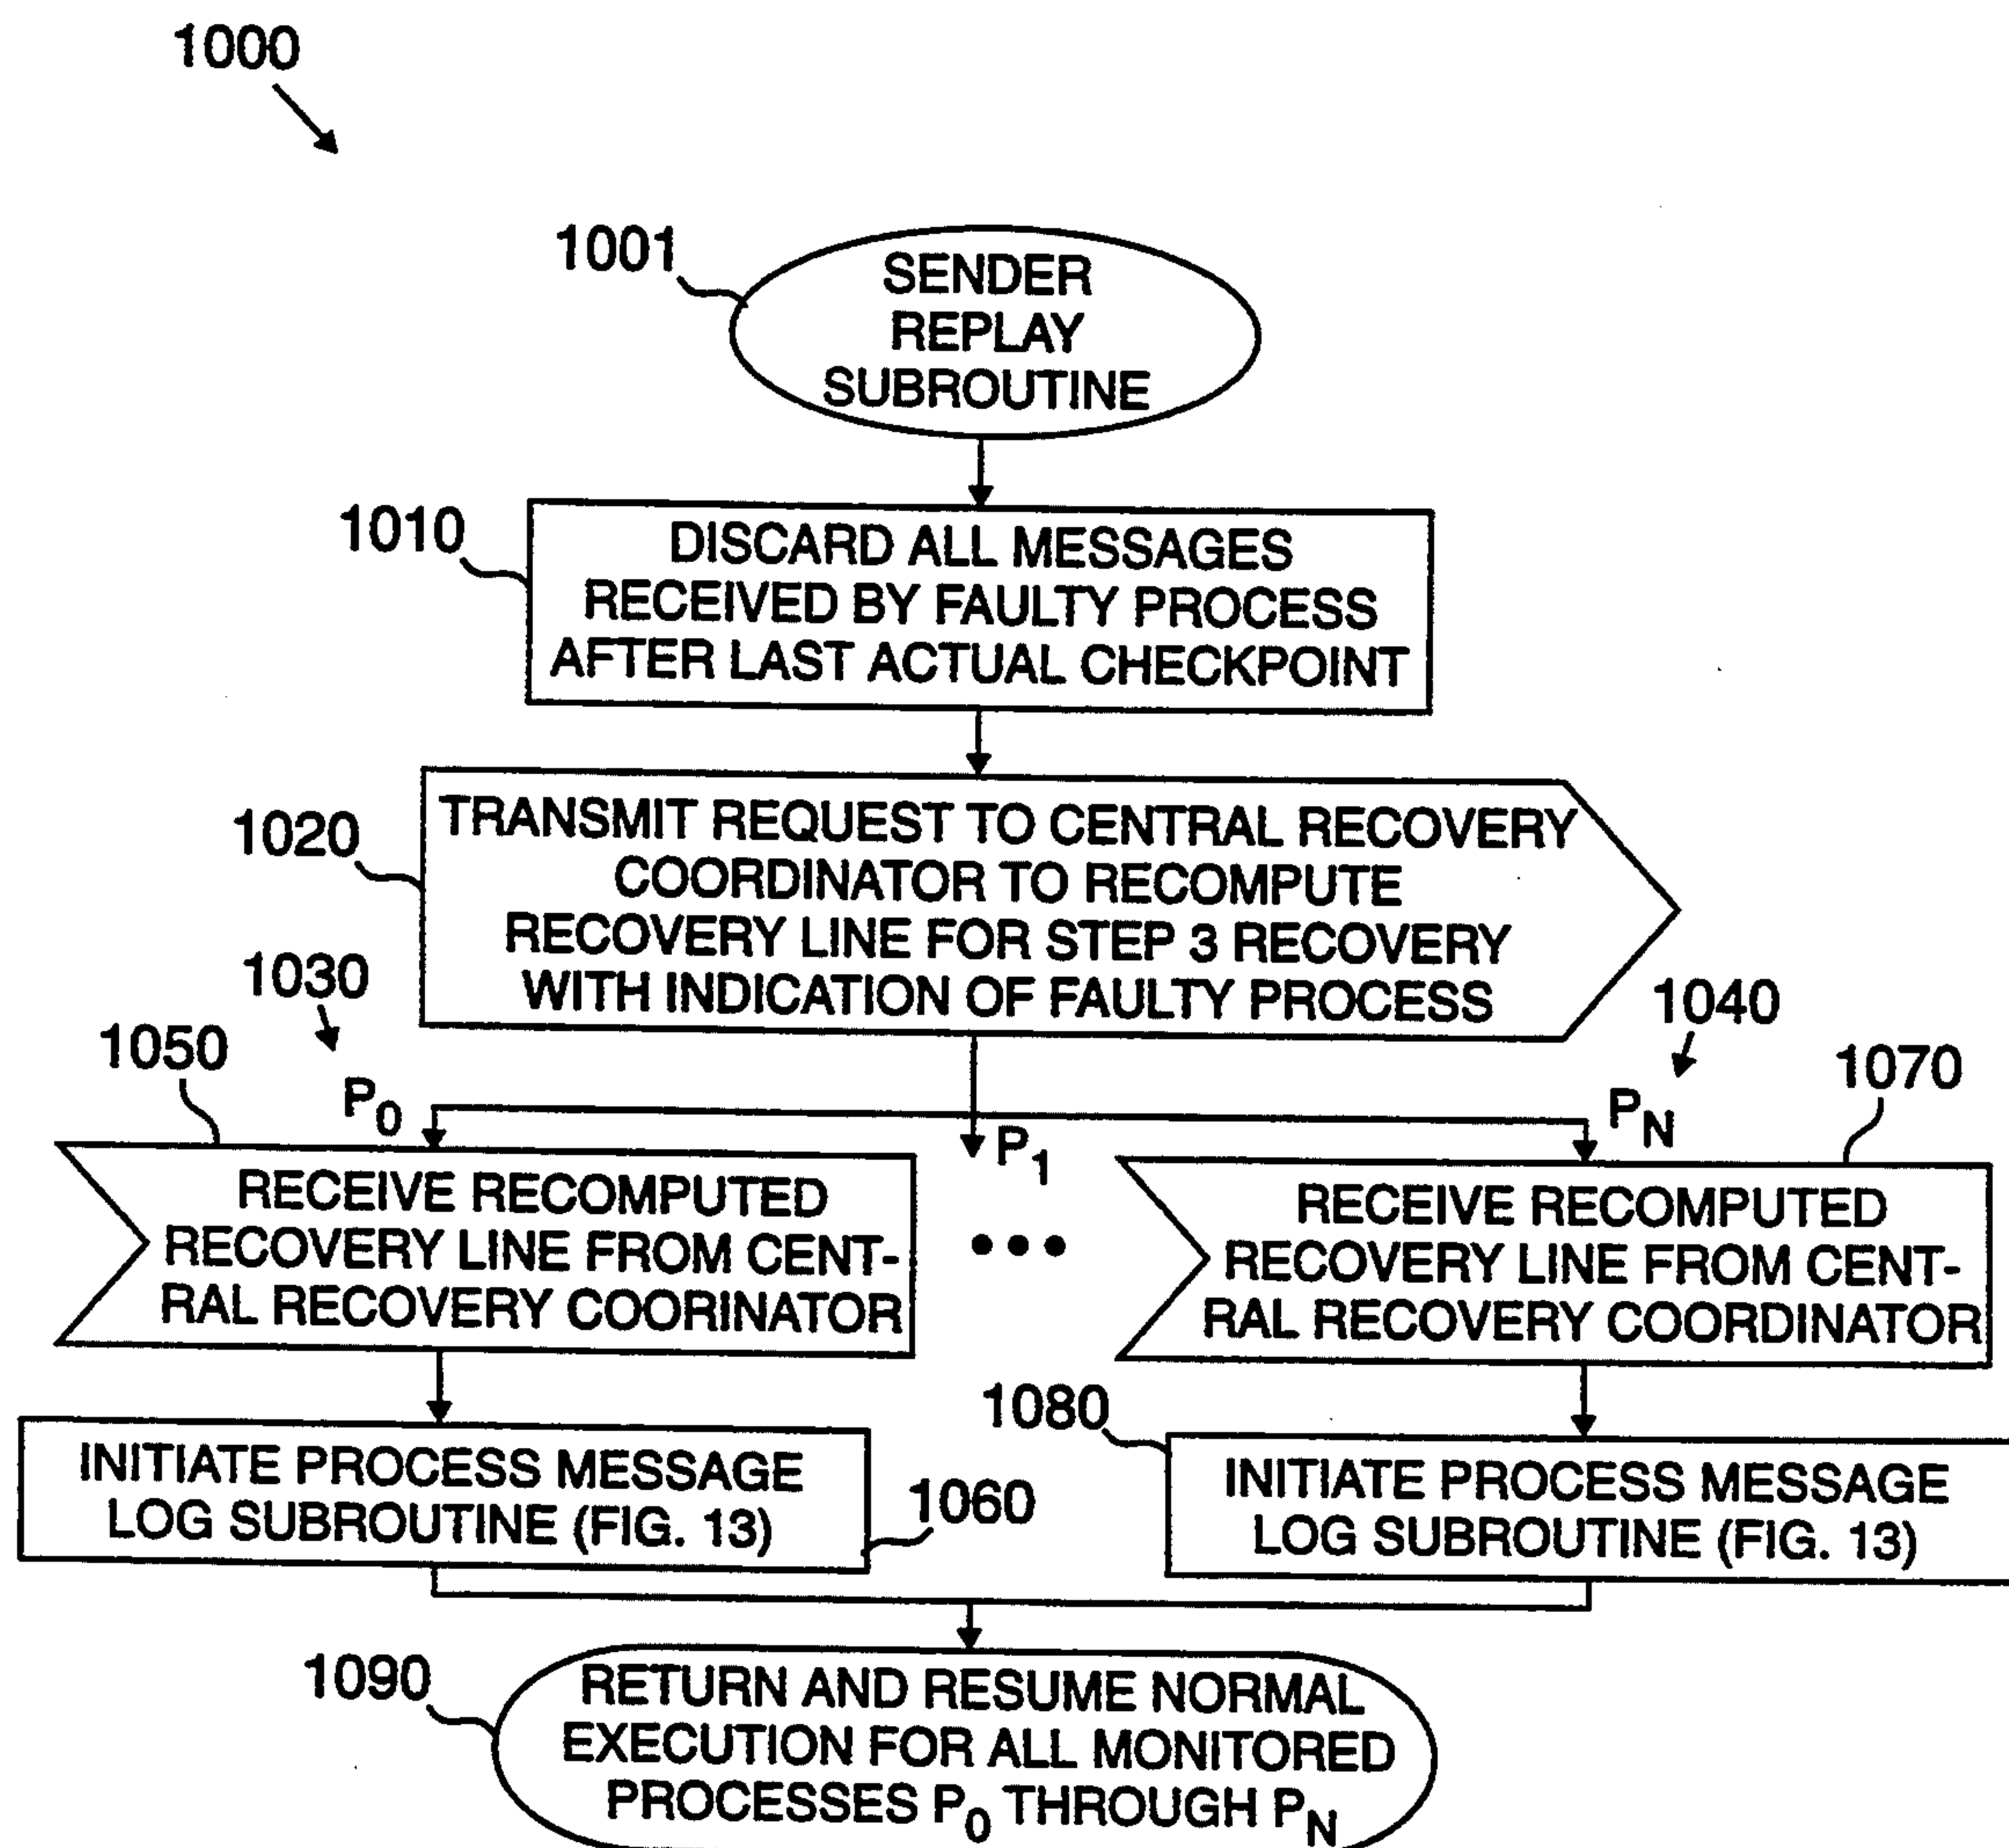 1000
1001
SENDER
REPLAY
SUBROUTINE
1010
DISCARD ALL MESSAGES
RECEIVED BY FAULTY PROCESS
AFTER LAST ACTUAL CHECKPOINT
1020
TRANSMIT REQUEST TO CENTRAL RECOVERY
COORDINATOR TO RECOMPUTE
RECOVERY LINE FOR STEP 3 RECOVERY
WITH INDICATION OF FAULTY PROCESS
1030
1040
1050
1070
P0
P1
PN
RECEIVE RECOMPUTED
RECOVERY LINE FROM CENT-
RAL RECOVERY COORINATOR
RECEIVE RECOMPUTED
RECOVERY LINE FROM CENT-
RAL RECOVERY COORDINATOR
INITIATE PROCESS MESSAGE
LOG SUBROUTINE (FIG. 13)
1060
1080
INITIATE PROCESS MESSAGE
LOG SUBROUTINE (FIG. 13)
1090
RETURN AND RESUME NORMAL
EXECUTION FOR ALL MONITORED
PROCESSES P0 THROUGH PN